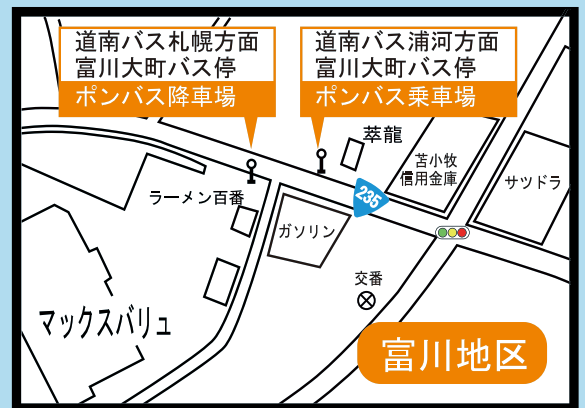 道南バス札幌方面
富川大町バス停
ポンバス降車場
道南バス浦河方面
富川大町バス停
ポンバス乗車場
萃龍
苫小牧
信用金庫
サツドラ
235
ラーメン百番
ガソリン
交番
マックスバリュ
富川地区